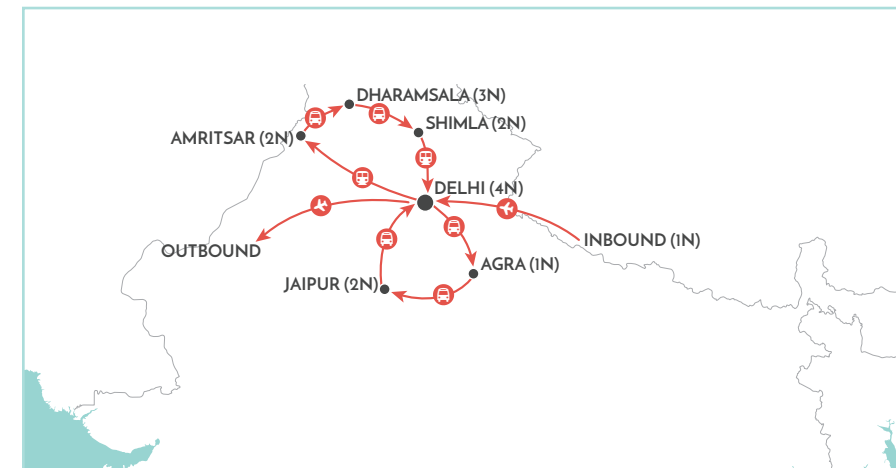 DHARAMSALA (3N)
SHIMLA (2N)
AMRITSAR (2N)
DELHI (4N)
INBOUND (1N)
OUTBOUND
AGRA (1N)
JAIPUR (2N)